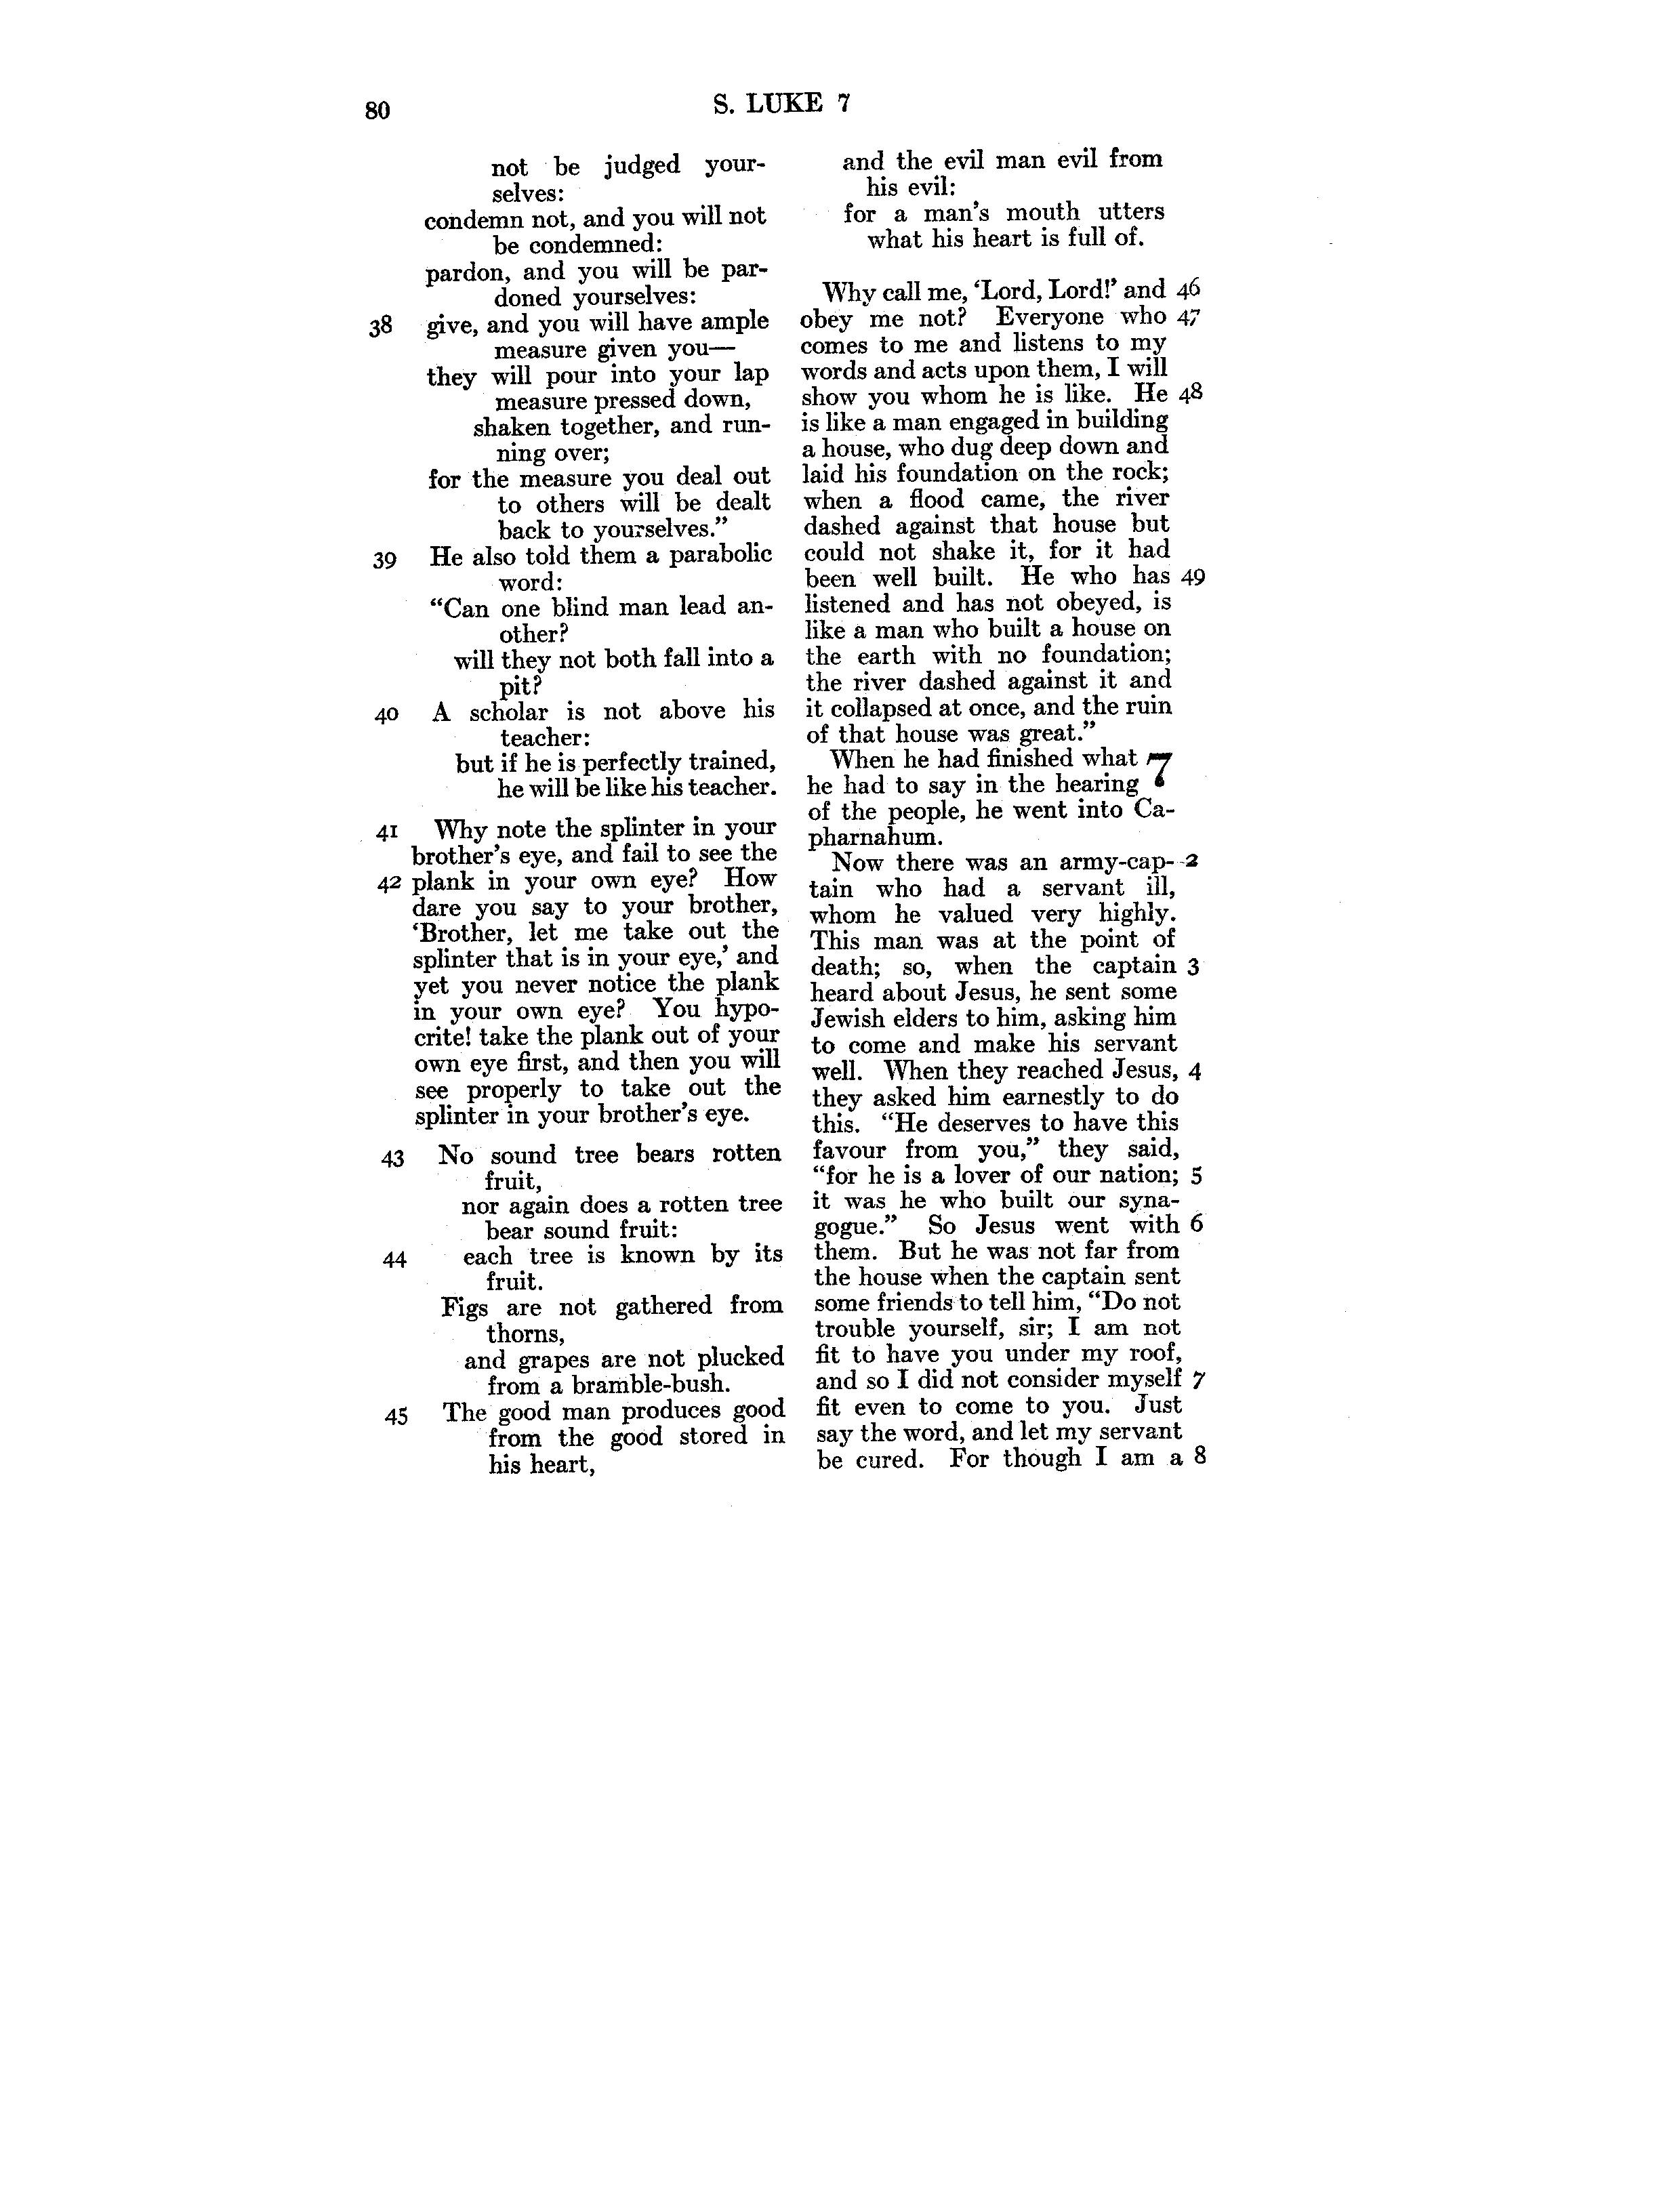 80
S. LUKE 7
not be judged your-
selves:
condemn not, and you will not
be condemned:
pardon, and you will be par-
doned yourselves:
38 give, and you will have ample
measure given you—
they will pour into your lap
measure pressed down,
shaken together, and run-
ning over;
for the measure you deal out
to others will be dealt
back to yourselves.”
39 He also told them a parabolic
word:
“Can one blind man lead an-
other?
will they not both fall into a
pit?
40 A scholar is not above his
teacher:
but if he is perfectly trained,
he will be like his teacher.
41 Why note the splinter in your
brother’s eye, and fail to see the
42 plank in your own eye? How
dare you say to your brother,
‘Brother, let me take out the
splinter that is in your eye,’ and
yet you never notice the plank
in your own eye? You hypo-
crite! take the plank out of your
own eye first, and then you will
see properly to take out the
splinter in your brother’s eye.
43 No sound tree bears rotten
fruit,
nor again does a rotten tree
bear sound fruit:
44 each tree is known by its
fruit.
Figs are not gathered from
thorns,
and grapes are not plucked
from a bramble-bush.
45 The good man produces good
from the good stored in
his heart,
and the evil man evil from
his evil:
for a man’s mouth utters
what his heart is full of.
Why call me, ‘Lord, Lord!’ and 46
obey me not? Everyone who 47
comes to me and listens to my
words and acts upon them, I will
show you whom he is like. He 48
is like a man engaged in building
a house, who dug deep down and
laid his foundation on the rock;
when a flood came, the river
dashed against that house but
could not shake it, for it had
been well built. He who has 49
listened and has not obeyed, is
like a man who built a house on
the earth with no foundation;
the river dashed against it and
it collapsed at once, and the ruin
of that house was great.”
When he had finished what 7
he had to say in the hearing
of the people, he went into Ca-
pharnahum.
Now there was an army-cap- 2
tain who had a servant ill,
whom he valued very highly.
This man was at the point of
death; so, when the captain 3
heard about Jesus, he sent some
Jewish elders to him, asking him
to come and make his servant
well. When they reached Jesus, 4
they asked him earnestly to do
this. “He deserves to have this
favour from you,” they said,
“for he is a lover of our nation; 5
it was he who built our syna-
gogue.” So Jesus went with 6
them. But he was not far from
the house when the captain sent
some friends to tell him, “Do not
trouble yourself, sir; I am not
fit to have you under my roof,
and so I did not consider myself 7
fit even to come to you. Just
say the word, and let my servant
be cured. For though I am a 8